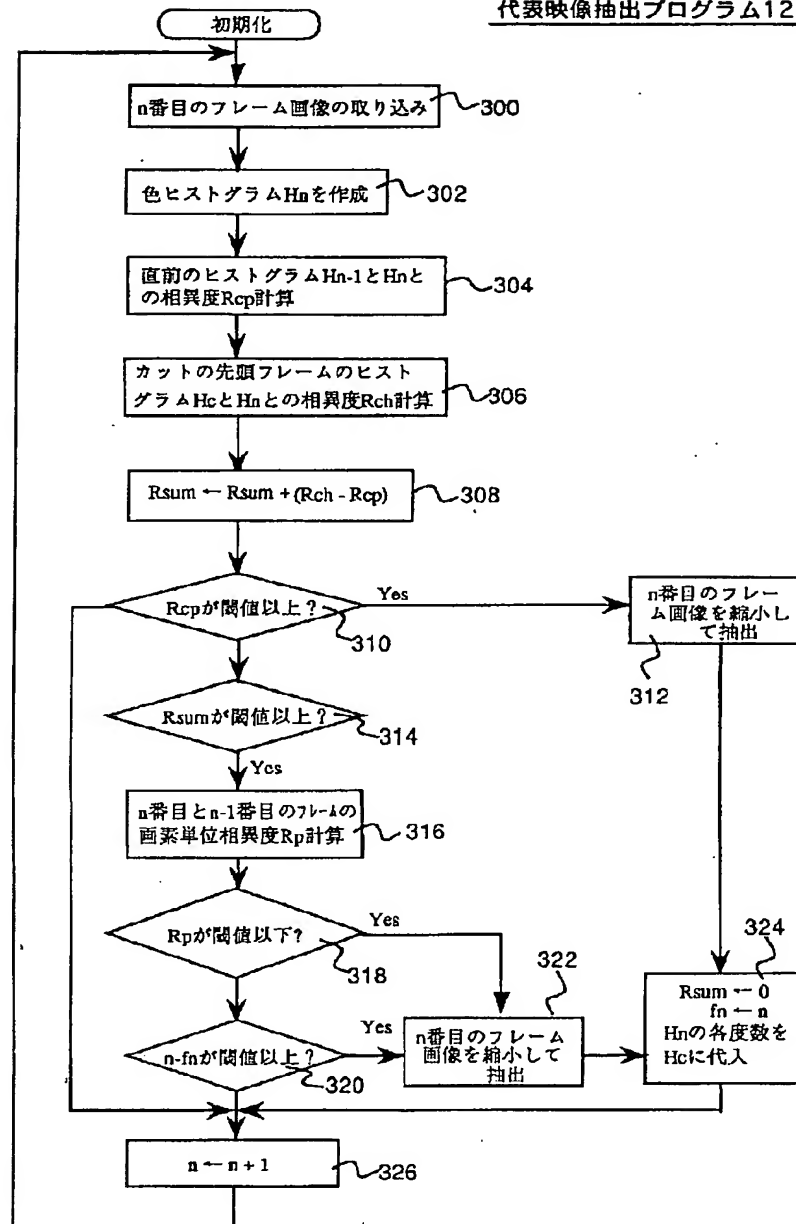 代表映像抽出プログラム12
初期化
n番目のフレーム画像の取り込み
300
色ヒストグラムHnを作成
302
直前のヒストグラムHn-1とHnと
の相異度Rcp計算
304
カットの先頭フレームのヒスト
グラムHcとHnとの相異度Rch計算
306
Rsum ← Rsum + (Rch - Rcp)
308
Rcpが閾値以上?
Yes
310
n番目のフレー
ム画像を縮小し
て抽出
312
Rsumが閾値以上?
314
Yes
n番目とn-1番目のフレームの
画素単位相異度Rp計算
316
Rpが閾値以下?
Yes
318
n-fnが閾値以上?
Yes
320
322
n番目のフレーム
画像を縮小して
抽出
324
Rsum ← 0
fn ← n
Hnの各度数を
Hcに代入
n ← n + 1
326